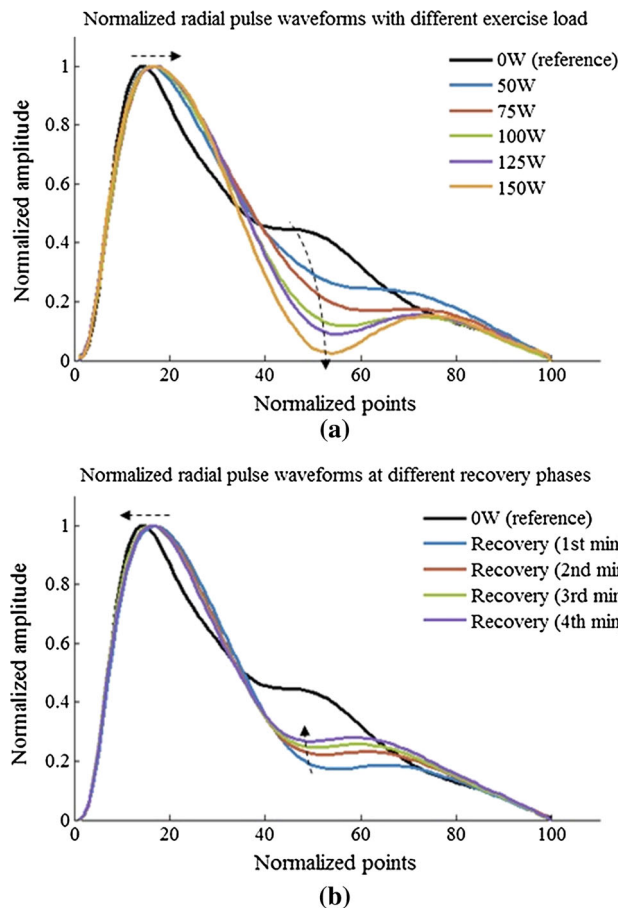 Normalized radial pulse waveforms with different exercise load
1
0.8
0.6
0.4
0.2
0
Normalized amplitude
0W (reference)
50W
75W
100W
125W
150W
0 20 40 60 80 100
Normalized points
(a)
Normalized radial pulse waveforms at different recovery phases
1
0.8
0.6
0.4
0.2
0
Normalized amplitude
0W (reference)
Recovery (1st min
Recovery (2nd min
Recovery (3rd min
Recovery (4th min
0 20 40 60 80 100
Normalized points
(b)